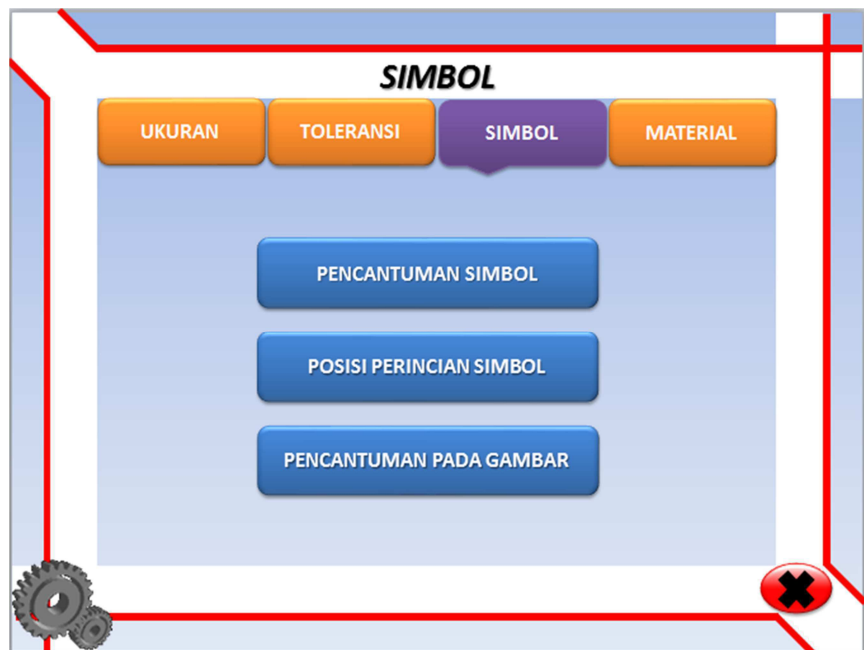 SIMBOL
UKURAN TOLERANSI SIMBOL MATERIAL
PENCANTUMAN SIMBOL
POSISI PERINCIAN SIMBOL
PENCANTUMAN PADA GAMBAR